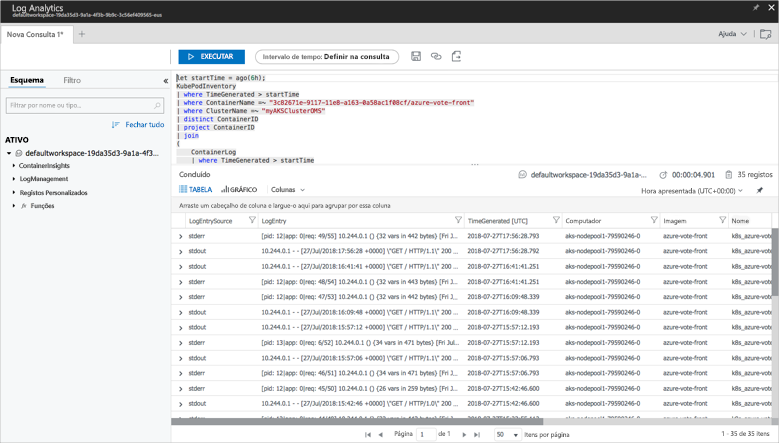 Log Analytics
defaultworkspace-19da35d3-9a1a-4f3b-9b9c-3c56ef409565-eus
Nova Consulta 1*
Ajuda
EXECUTAR
Intervalo de tempo: Definir na consulta
Esquema Filtro
Filtrar por nome ou tipo...
Fechar tudo
ATIVO
defaultworkspace-19da35d3-9a1a-4f3...
ContainerInsights
LogManagement
Registos Personalizados
fx Funções
let startTime = ago(6h);
KubePodInventory
| where TimeGenerated > startTime
| where ContainerName =~ "3c82671e-9117-11e8-a163-0a58ac1f08cf/azure-vote-front"
| where ClusterName =~ "myAKSClusterOMS"
| distinct ContainerID
| project ContainerID
| join
(
ContainerLog
| where TimeGenerated > startTime
Concluído
defaultworkspace-19da35d3-9a1a-... 00:00:04.901 35 registos
TABELA GRÁFICO Colunas
Hora apresentada (UTC+00:00)
Arraste um cabeçalho de coluna e largue-o aqui para agrupar por essa coluna
LogEntrySource LogEntry TimeGenerated [UTC] Computador Imagem Nome
stderr [pid: 12|app: 0|req: 49/55] 10.244.0.1 () {32 vars in 442 bytes} [Fri J... 2018-07-27T17:56:28.793 aks-nodepool1-79590246-0 azure-vote-front k8s_azure-vote
stdout 10.244.0.1 - - [27/Jul/2018:17:56:28 +0000] \"GET / HTTP/1.1\" 200 ... 2018-07-27T17:56:28.793 aks-nodepool1-79590246-0 azure-vote-front k8s_azure-vote
stdout 10.244.0.1 - - [27/Jul/2018:16:41:41 +0000] \"GET / HTTP/1.1\" 200 ... 2018-07-27T16:41:41.251 aks-nodepool1-79590246-0 azure-vote-front k8s_azure-vote
stderr [pid: 12|app: 0|req: 48/54] 10.244.0.1 () {32 vars in 443 bytes} [Fri J... 2018-07-27T16:41:41.251 aks-nodepool1-79590246-0 azure-vote-front k8s_azure-vote
stderr [pid: 12|app: 0|req: 47/53] 10.244.0.1 () {32 vars in 442 bytes} [Fri J... 2018-07-27T16:09:48.339 aks-nodepool1-79590246-0 azure-vote-front k8s_azure-vote
stdout 10.244.0.1 - - [27/Jul/2018:16:09:48 +0000] \"GET / HTTP/1.1\" 200 ... 2018-07-27T16:09:48.339 aks-nodepool1-79590246-0 azure-vote-front k8s_azure-vote
stdout 10.244.0.1 - - [27/Jul/2018:15:57:12 +0000] \"GET / HTTP/1.1\" 200 ... 2018-07-27T15:57:12.193 aks-nodepool1-79590246-0 azure-vote-front k8s_azure-vote
stderr [pid: 13|app: 0|req: 6/52] 10.244.0.1 () {34 vars in 471 bytes} [Fri Jul... 2018-07-27T15:57:12.193 aks-nodepool1-79590246-0 azure-vote-front k8s_azure-vote
stdout 10.244.0.1 - - [27/Jul/2018:15:57:06 +0000] \"GET / HTTP/1.1\" 200 ... 2018-07-27T15:57:06.793 aks-nodepool1-79590246-0 azure-vote-front k8s_azure-vote
stderr [pid: 12|app: 0|req: 46/51] 10.244.0.1 () {34 vars in 471 bytes} [Fri J... 2018-07-27T15:57:06.793 aks-nodepool1-79590246-0 azure-vote-front k8s_azure-vote
stderr [pid: 12|app: 0|req: 45/50] 10.244.0.1 () {26 vars in 259 bytes} [Fri J... 2018-07-27T15:42:46.600 aks-nodepool1-79590246-0 azure-vote-front k8s_azure-vote
stdout 10.244.0.1 - - [27/Jul/2018:15:42:46 +0000] \"GET / HTTP/1.0\" 200 ... 2018-07-27T15:42:46.600 aks-nodepool1-79590246-0 azure-vote-front k8s_azure-vote
Página 1 de 1 50 Itens por página 1 - 35 de 35 itens